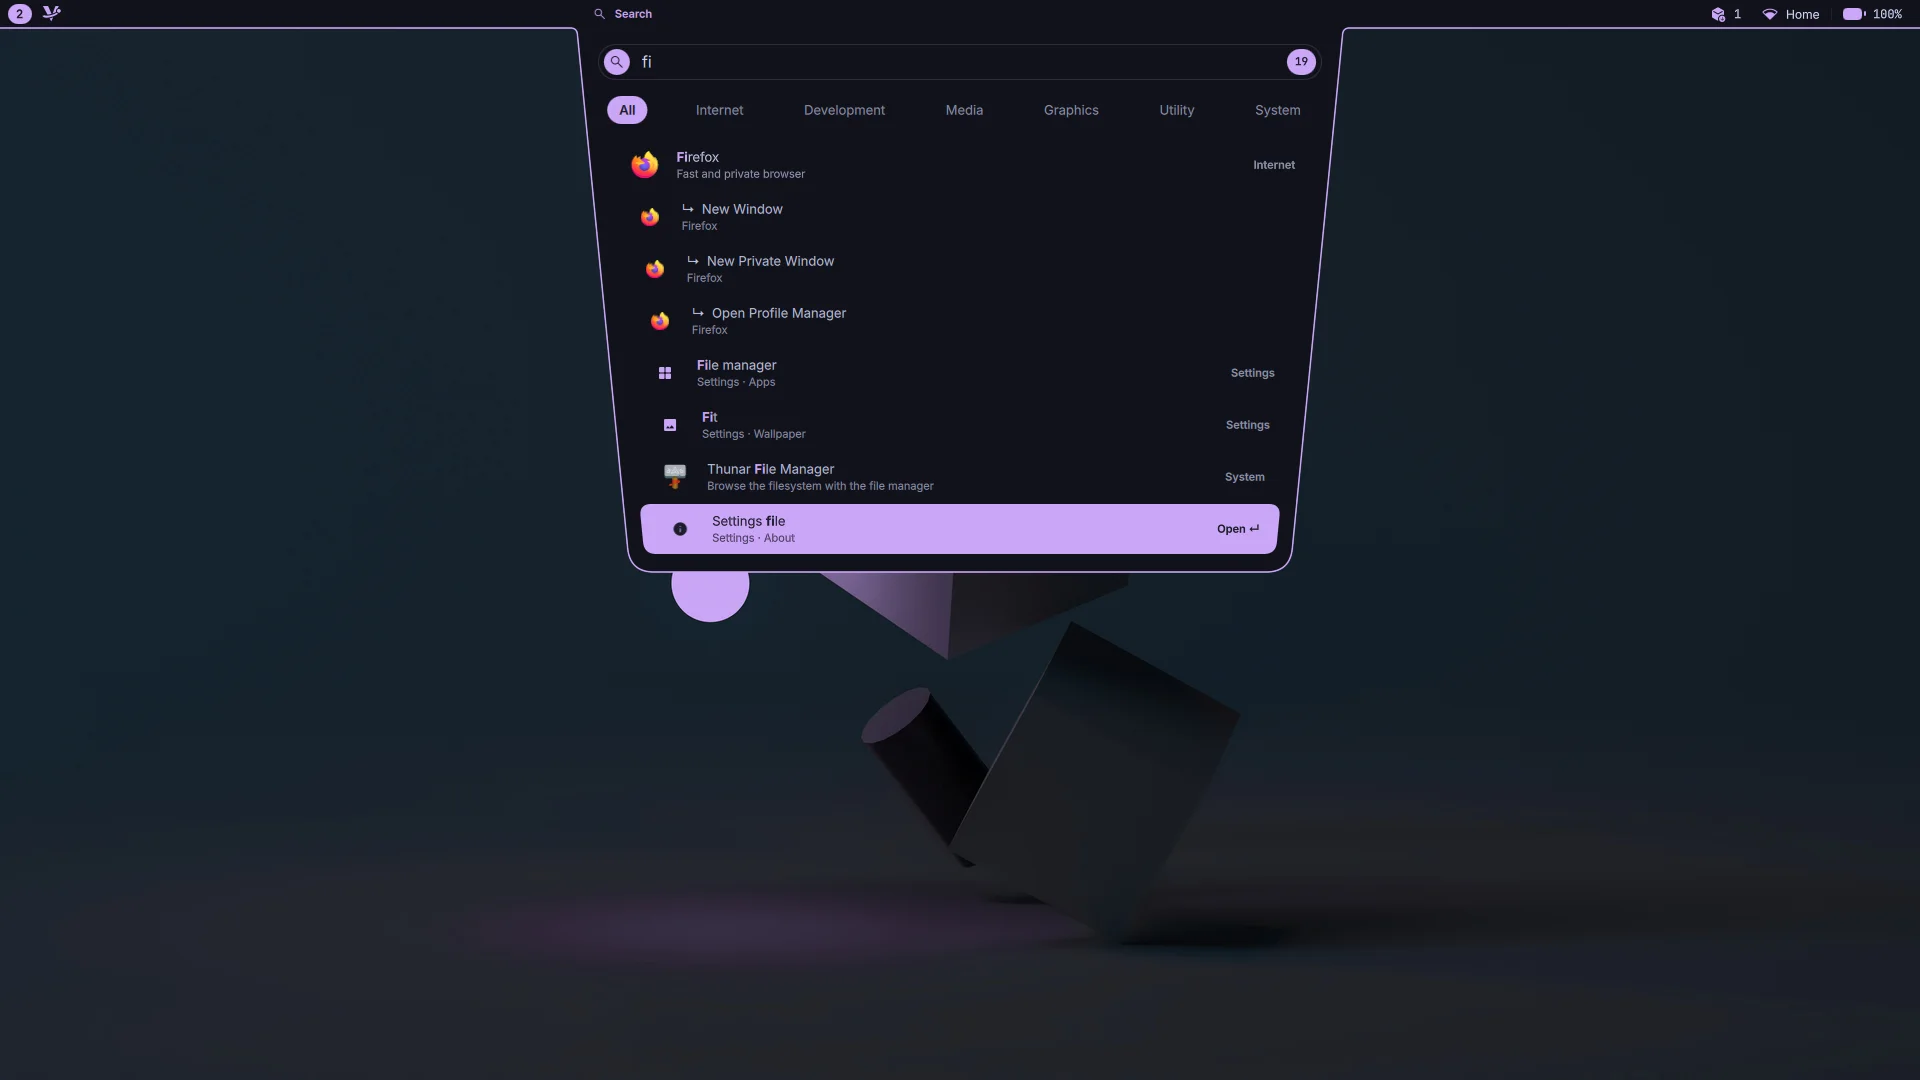 2
Search
1
Home
100%
fi
19
All
Internet
Development
Media
Graphics
Utility
System
Firefox
Fast and private browser
Internet
New Window
Firefox
New Private Window
Firefox
Open Profile Manager
Firefox
File manager
Settings · Apps
Settings
Fit
Settings · Wallpaper
Settings
Thunar File Manager
Browse the filesystem with the file manager
System
Settings file
Settings · About
Open ↵